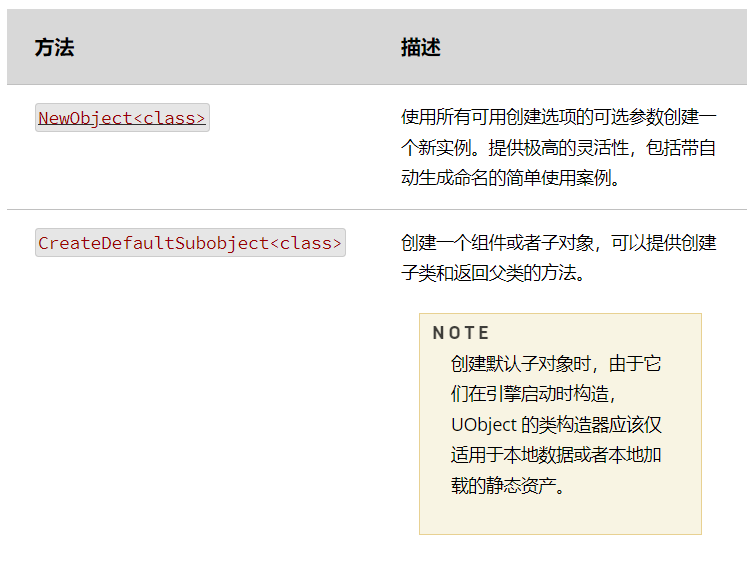 方法 描述
NewObject<class> 使用所有可用创建选项的可选参数创建一
个新实例。提供极高的灵活性，包括带自
动生成命名的简单使用案例。
CreateDefaultSubobject<class> 创建一个组件或者子对象，可以提供创建
子类和返回父类的方法。
NOTE
创建默认子对象时，由于它
们在引擎启动时构造，
UObject 的类构造器应该仅
适用于本地数据或者本地加
载的静态资产。